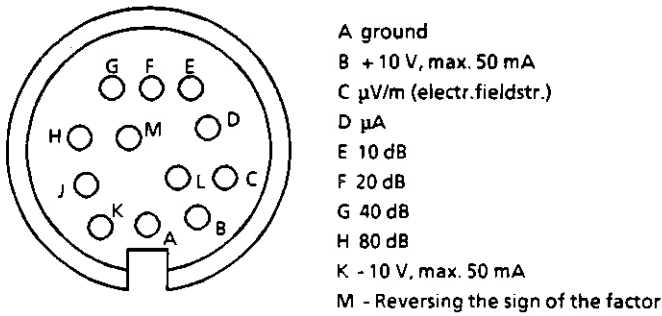 G F E
H M D
J L C
K A B
A ground
B + 10 V, max. 50 mA
C µV/m (electr.fieldstr.)
D µA
E 10 dB
F 20 dB
G 40 dB
H 80 dB
K - 10 V, max. 50 mA
M - Reversing the sign of the factor